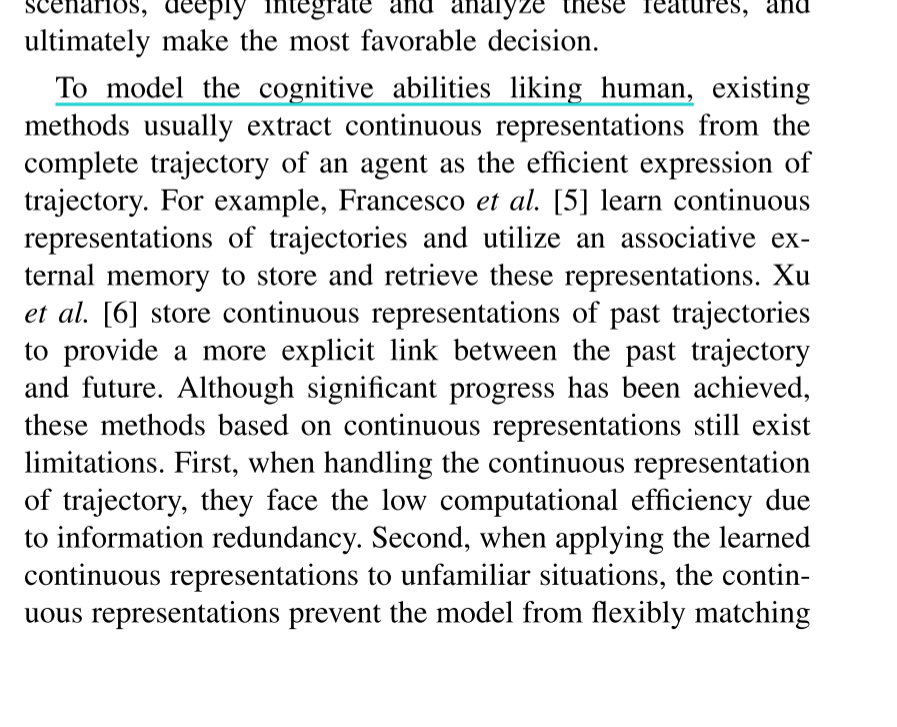 scenarios, deeply integrate and analyze these features, and
ultimately make the most favorable decision.
To model the cognitive abilities liking human, existing
methods usually extract continuous representations from the
complete trajectory of an agent as the efficient expression of
trajectory. For example, Francesco et al. [5] learn continuous
representations of trajectories and utilize an associative ex-
ternal memory to store and retrieve these representations. Xu
et al. [6] store continuous representations of past trajectories
to provide a more explicit link between the past trajectory
and future. Although significant progress has been achieved,
these methods based on continuous representations still exist
limitations. First, when handling the continuous representation
of trajectory, they face the low computational efficiency due
to information redundancy. Second, when applying the learned
continuous representations to unfamiliar situations, the contin-
uous representations prevent the model from flexibly matching